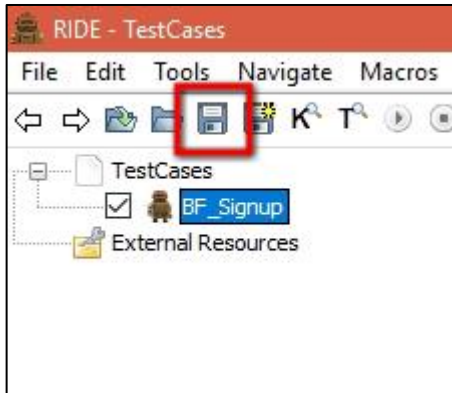 RIDE - TestCases
File Edit Tools Navigate Macros
K T
TestCases
BF_Signup
External Resources